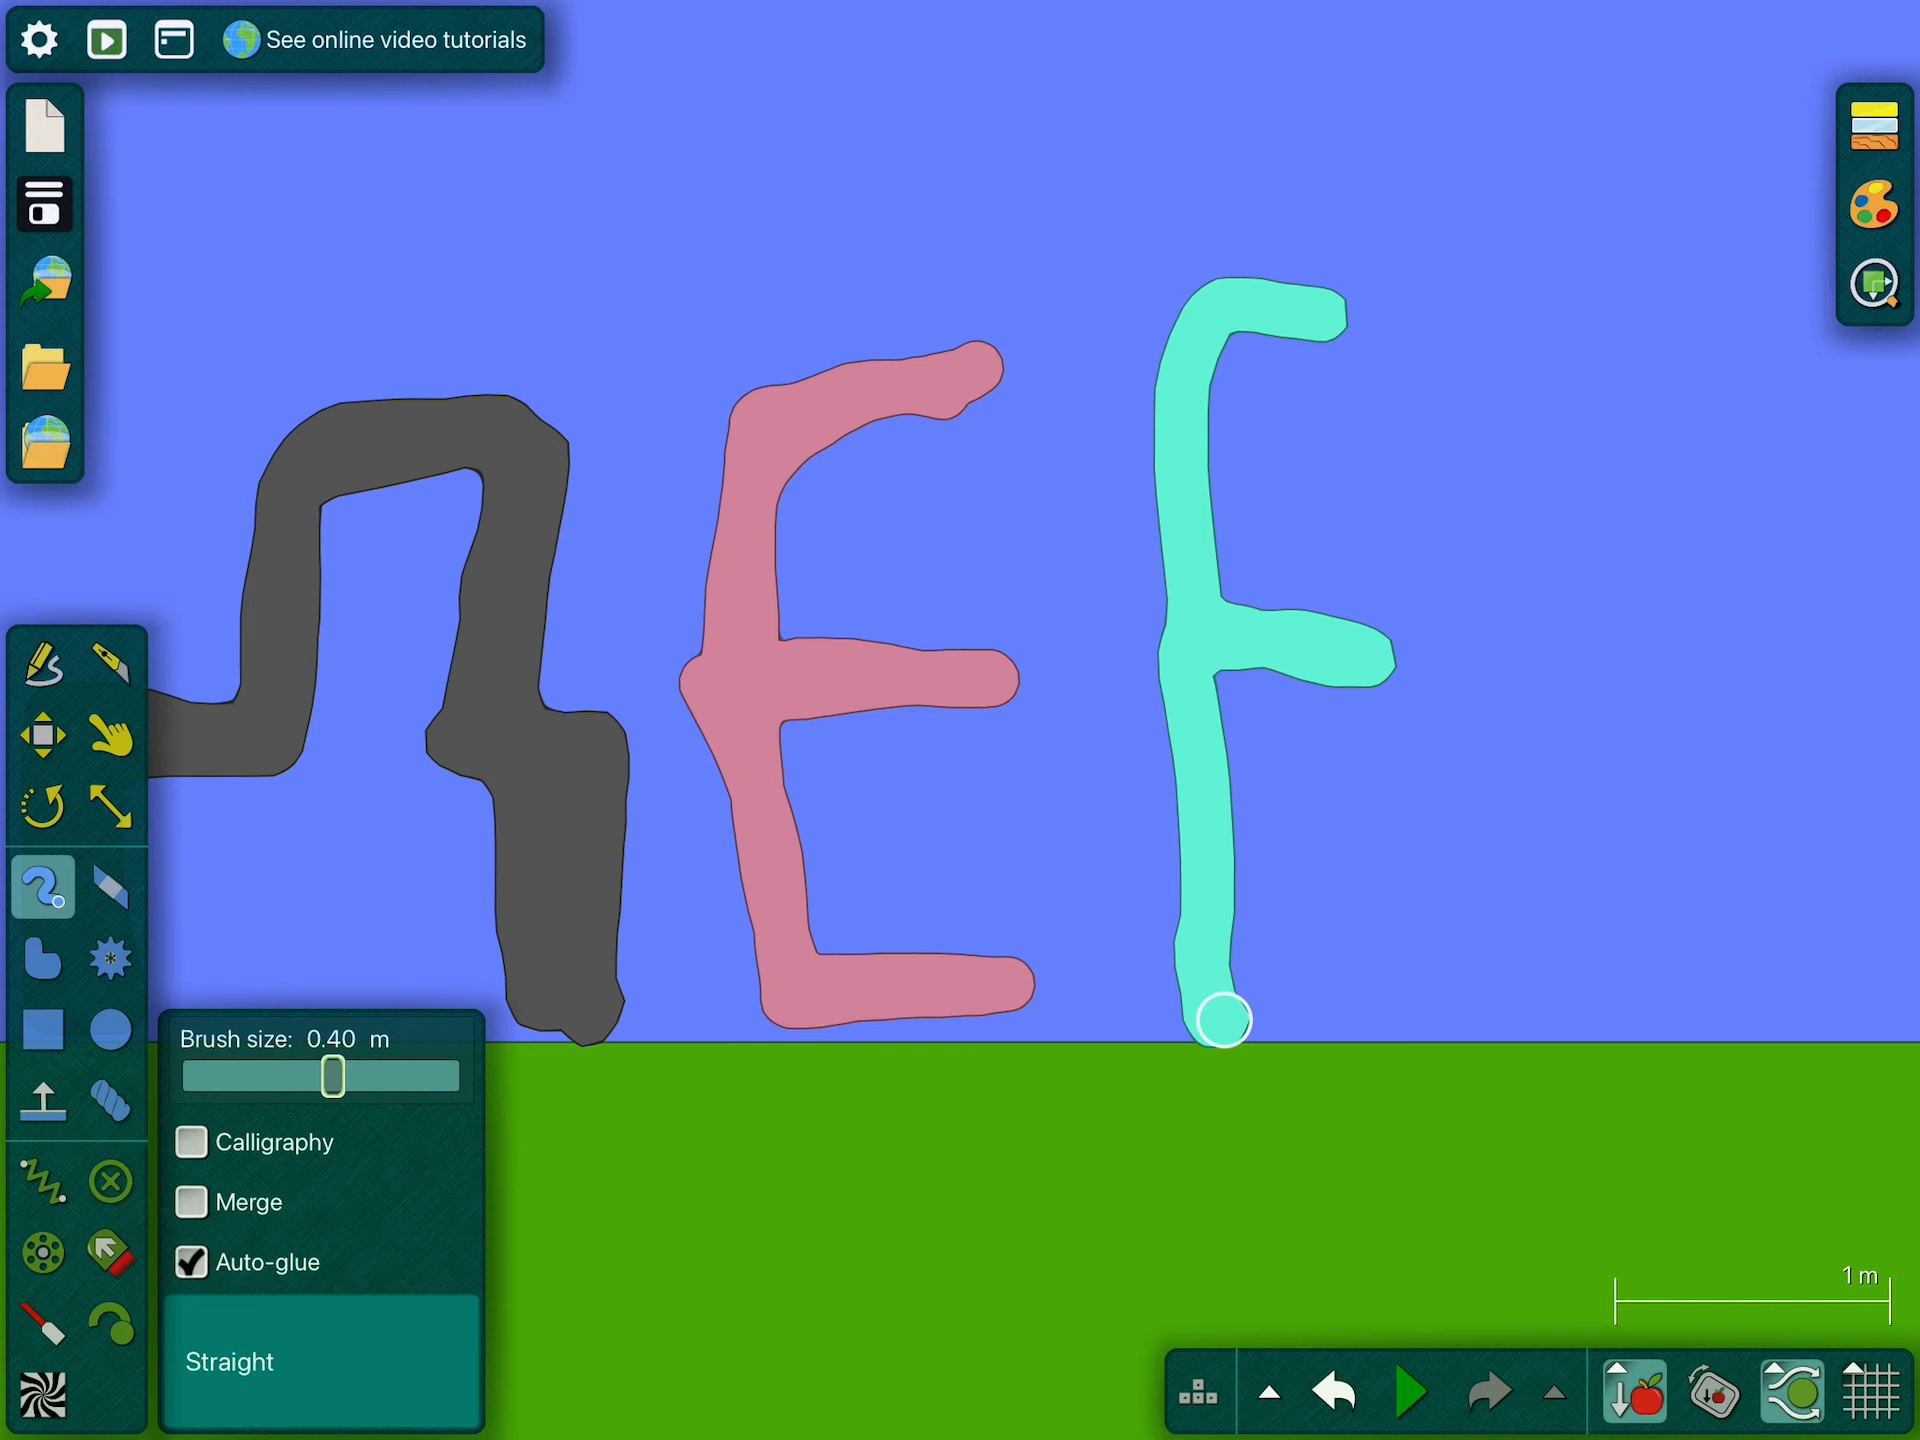 See online video tutorials
EF
Brush size: 0.40 m
Calligraphy
Merge
Auto-glue
Straight
1 m